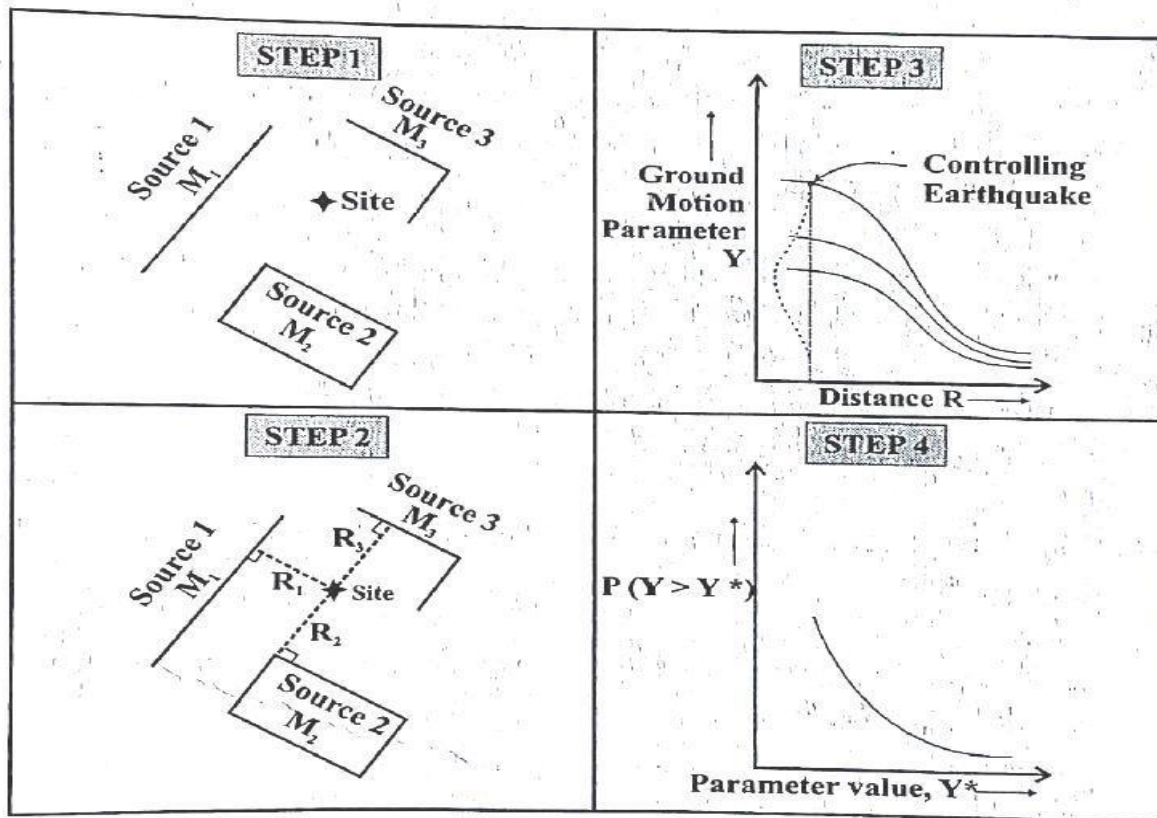 STEP 1
Source 1
M₁
Source 3
M₃
Site
Source 2
M₂
STEP 3
Ground
Motion
Parameter
Y
Controlling
Earthquake
Distance R
STEP 2
Source 1
M₁
Source 3
M₃
R₃
R₁
Site
R₂
Source 2
M₂
STEP 4
P (Y > Y*)
Parameter value, Y*